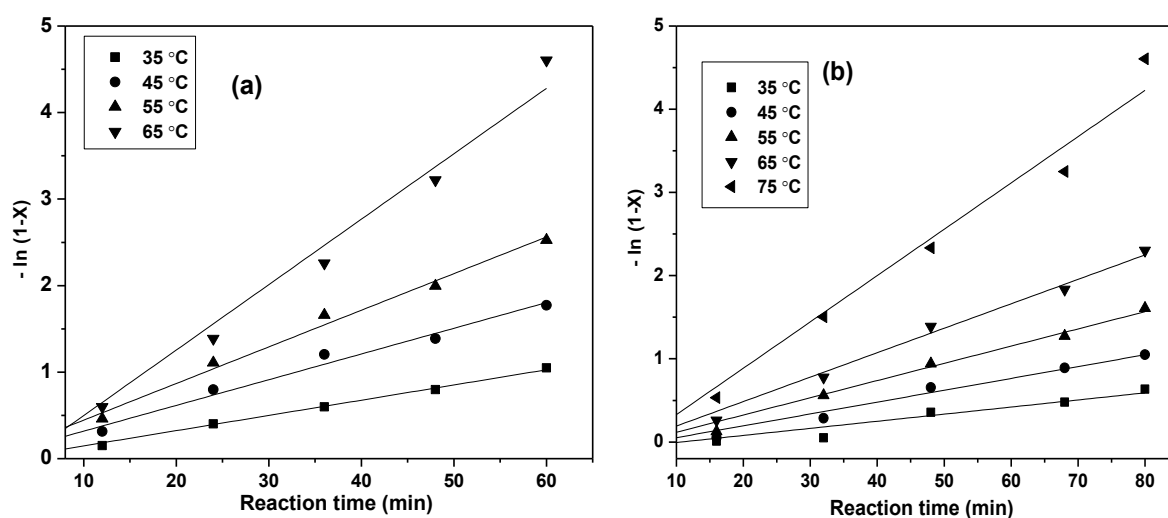 (a)
35 °C
45 °C
55 °C
65 °C
- ln (1-X)
5
4
3
2
1
0
10 20 30 40 50 60
Reaction time (min)
(b)
35 °C
45 °C
55 °C
65 °C
75 °C
- ln (1-X)
5
4
3
2
1
0
10 20 30 40 50 60 70 80
Reaction time (min)